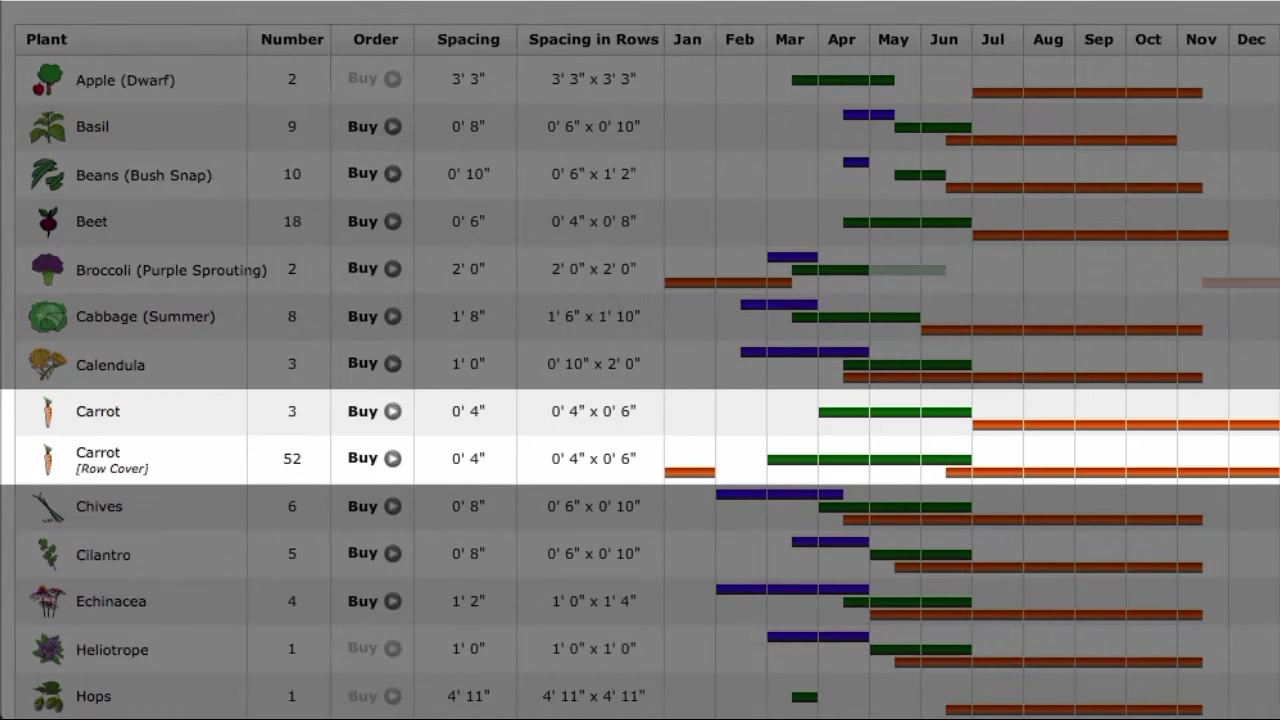 Plant Number Order Spacing Spacing in Rows Jan Feb Mar Apr May Jun Jul Aug Sep Oct Nov Dec
Apple (Dwarf) 2 Buy 3' 3" 3' 3" x 3' 3"
Basil 9 Buy 0' 8" 0' 6" x 0' 10"
Beans (Bush Snap) 10 Buy 0' 10" 0' 6" x 1' 2"
Beet 18 Buy 0' 6" 0' 4" x 0' 8"
Broccoli (Purple Sprouting) 2 Buy 2' 0" 2' 0" x 2' 0"
Cabbage (Summer) 8 Buy 1' 8" 1' 6" x 1' 10"
Calendula 3 Buy 1' 0" 0' 10" x 2' 0"
Carrot 3 Buy 0' 4" 0' 4" x 0' 6"
Carrot 52 Buy 0' 4" 0' 4" x 0' 6"
[Row Cover]
Chives 6 Buy 0' 8" 0' 6" x 0' 10"
Cilantro 5 Buy 0' 8" 0' 6" x 0' 10"
Echinacea 4 Buy 1' 2" 1' 0" x 1' 4"
Heliotrope 1 Buy 1' 0" 1' 0" x 1' 0"
Hops 1 Buy 4' 11" 4' 11" x 4' 11"